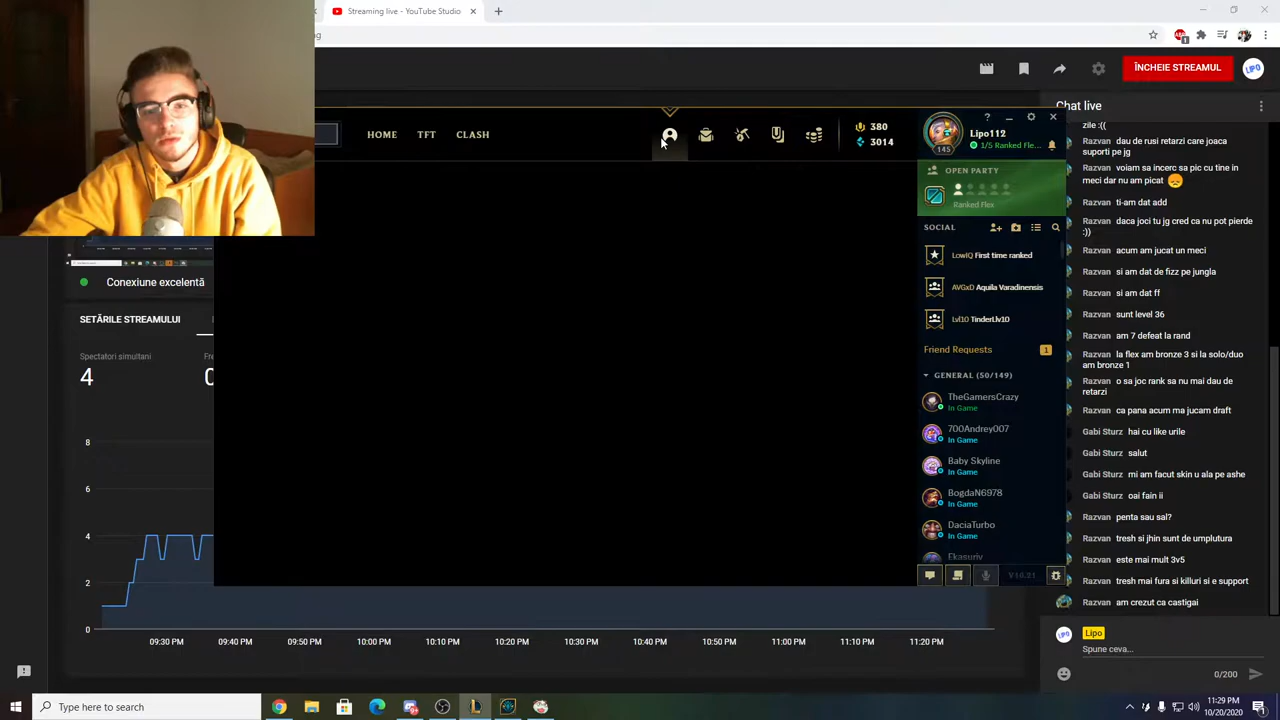 Streaming live - YouTube Studio
ng
ÎNCHEIE STREAMUL
LIPO
Chat live
HOME
TFT
CLASH
380
3014
145
Lipo112
1/5 Ranked Fle...
OPEN PARTY
Ranked Flex
SOCIAL
LowIQ First time ranked
AVGxD Aquila Varadinensis
Lvl10 TinderLlv10
Friend Requests
1
GENERAL (50/149)
TheGamersCrazy
In Game
700Andrey007
In Game
Baby Skyline
In Game
BogdaN6978
In Game
DaciaTurbo
In Game
Ekasuriv
V10.21
Conexiune excelentă
SETĂRILE STREAMULUI
Spectatori simultani
Fre
4
8
6
4
2
0
09:30 PM
09:40 PM
09:50 PM
10:00 PM
10:10 PM
10:20 PM
10:30 PM
10:40 PM
10:50 PM
11:00 PM
11:10 PM
11:20 PM
zile :((
Razvan dau de rusi retarzi care joaca
suporti pe jg
Razvan voiam sa incerc sa pic cu tine in
meci dar nu am picat
Razvan ti-am dat add
Razvan daca joci tu jg cred ca nu pot pierde
:))
Razvan acum am jucat un meci
Razvan si am dat de fizz pe jungla
Razvan si am dat ff
Razvan sunt level 36
Razvan am 7 defeat la rand
Razvan la flex am bronze 3 si la solo/duo
am bronze 1
Razvan o sa joc rank sa nu mai dau de
retarzi
Razvan ca pana acum ma jucam draft
Gabi Sturz hai cu like urile
Gabi Sturz salut
Gabi Sturz mi am facut skin u ala pe ashe
Gabi Sturz oai fain ii
Razvan penta sau sal?
Razvan tresh si jhin sunt de umplutura
Razvan este mai mult 3v5
Razvan tresh mai fura si killuri si e support
Razvan am crezut ca castigai
LIPO
Lipo
Spune ceva...
0/200
Type here to search
11:29 PM
10/20/2020